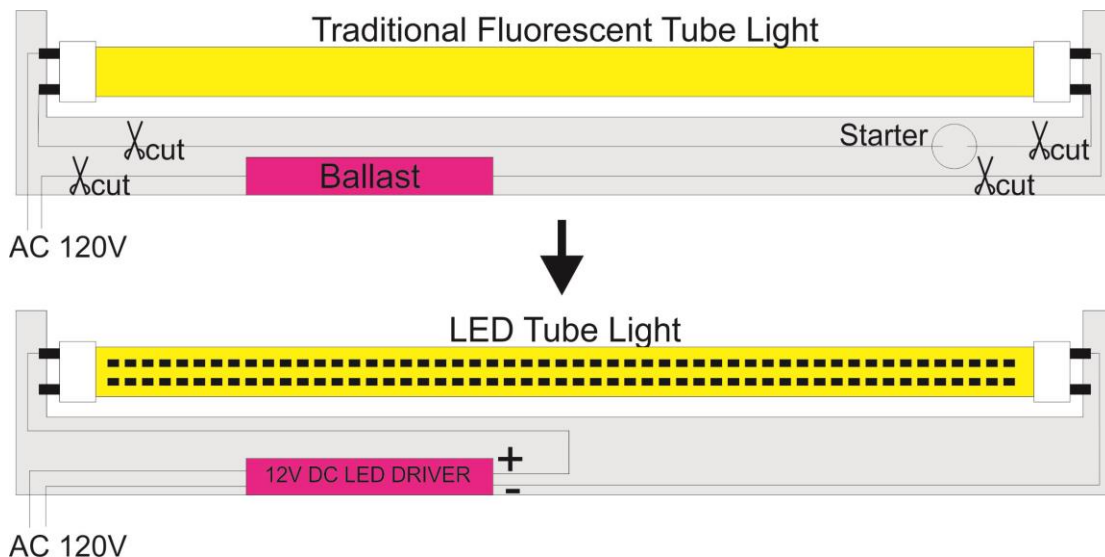 Traditional Fluorescent Tube Light
Starter
cut
cut
cut
Ballast
cut
cut
AC 120V
LED Tube Light
+
12V DC LED DRIVER
-
AC 120V